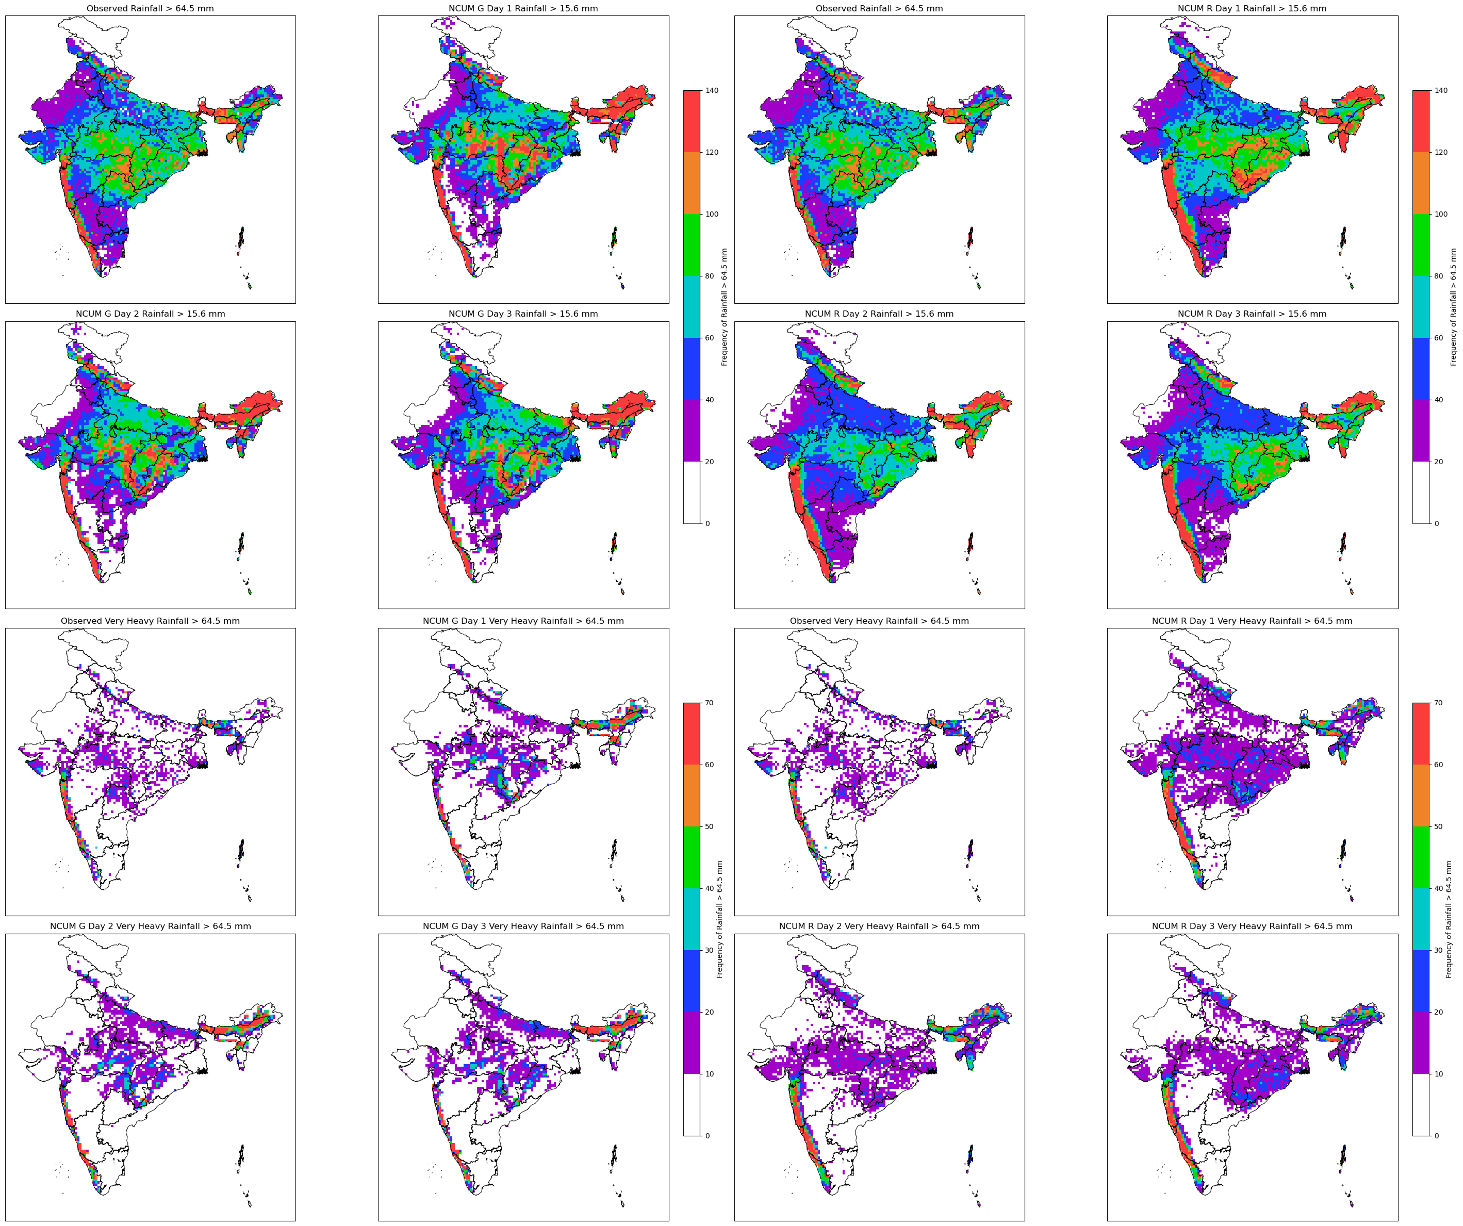 Observed Rainfall > 64.5 mm
NCUM G Day 1 Rainfall > 15.6 mm
Observed Rainfall > 64.5 mm
NCUM R Day 1 Rainfall > 15.6 mm
140
120
100
80
60
40
20
0
Frequency of Rainfall > 64.5 mm
140
120
100
80
60
40
20
0
Frequency of Rainfall > 64.5 mm
NCUM G Day 2 Rainfall > 15.6 mm
NCUM G Day 3 Rainfall > 15.6 mm
NCUM R Day 2 Rainfall > 15.6 mm
NCUM R Day 3 Rainfall > 15.6 mm
Observed Very Heavy Rainfall > 64.5 mm
NCUM G Day 1 Very Heavy Rainfall > 64.5 mm
Observed Very Heavy Rainfall > 64.5 mm
NCUM R Day 1 Very Heavy Rainfall > 64.5 mm
70
60
50
40
30
20
10
0
Frequency of Rainfall > 64.5 mm
70
60
50
40
30
20
10
0
Frequency of Rainfall > 64.5 mm
NCUM G Day 2 Very Heavy Rainfall > 64.5 mm
NCUM G Day 3 Very Heavy Rainfall > 64.5 mm
NCUM R Day 2 Very Heavy Rainfall > 64.5 mm
NCUM R Day 3 Very Heavy Rainfall > 64.5 mm